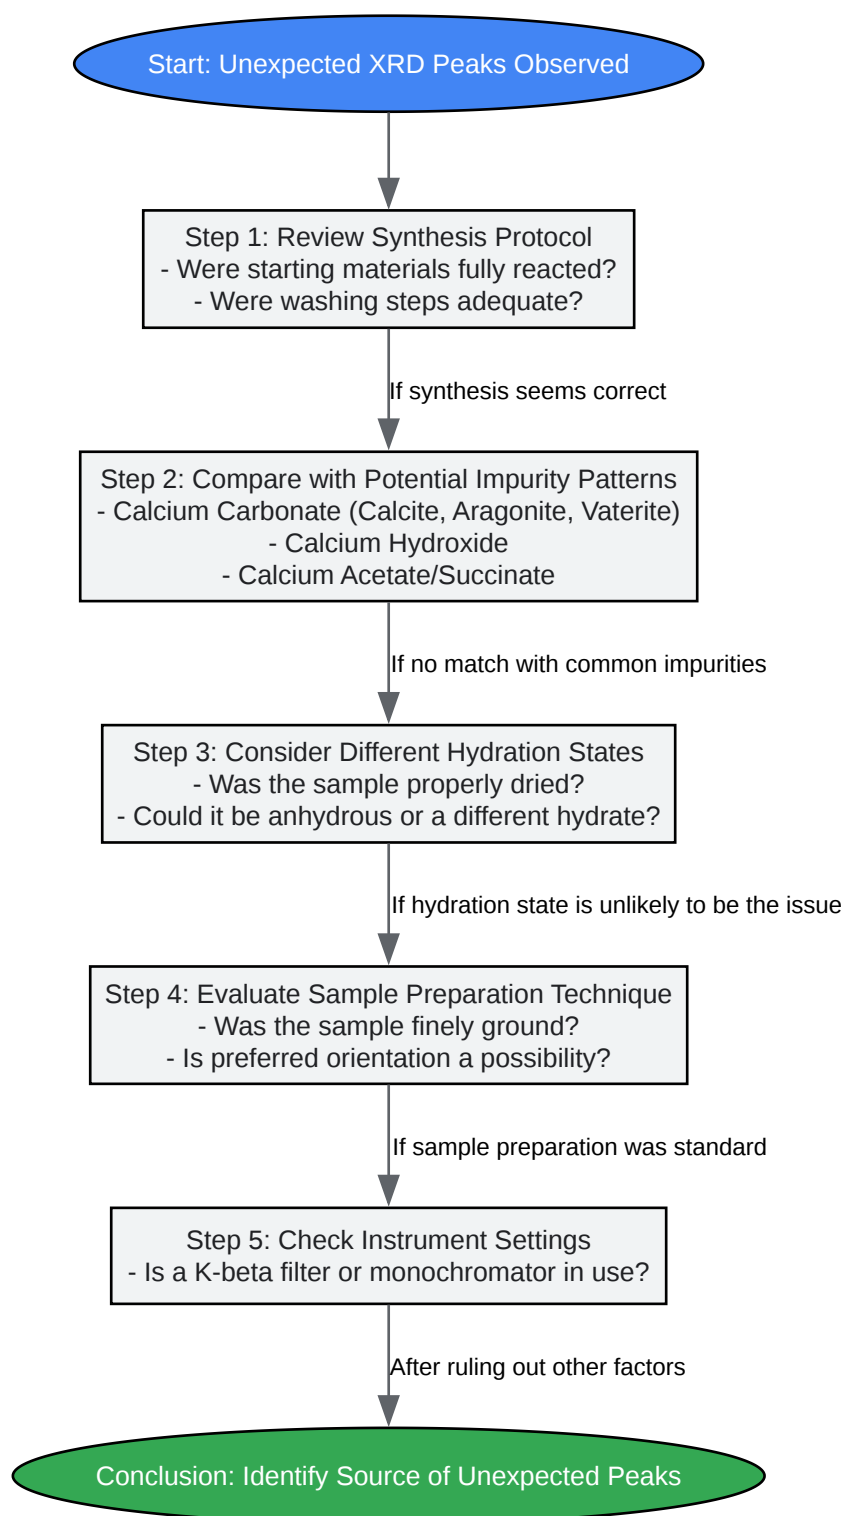 Start: Unexpected XRD Peaks Observed
Step 1: Review Synthesis Protocol
- Were starting materials fully reacted?
- Were washing steps adequate?
If synthesis seems correct
Step 2: Compare with Potential Impurity Patterns
- Calcium Carbonate (Calcite, Aragonite, Vaterite)
- Calcium Hydroxide
- Calcium Acetate/Succinate
If no match with common impurities
Step 3: Consider Different Hydration States
- Was the sample properly dried?
- Could it be anhydrous or a different hydrate?
If hydration state is unlikely to be the issue
Step 4: Evaluate Sample Preparation Technique
- Was the sample finely ground?
- Is preferred orientation a possibility?
If sample preparation was standard
Step 5: Check Instrument Settings
- Is a K-beta filter or monochromator in use?
After ruling out other factors
Conclusion: Identify Source of Unexpected Peaks